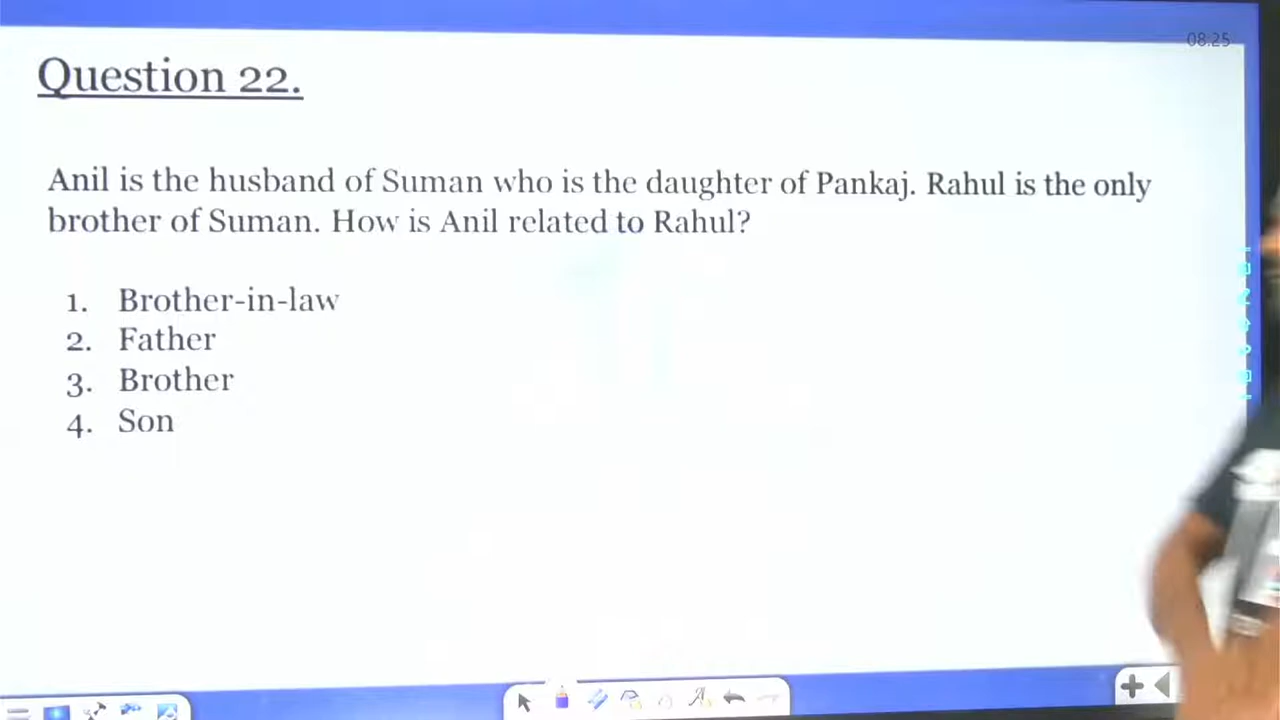 08:25
Question 22.
Anil is the husband of Suman who is the daughter of Pankaj. Rahul is the only
brother of Suman. How is Anil related to Rahul?
1. Brother-in-law
2. Father
3. Brother
4. Son